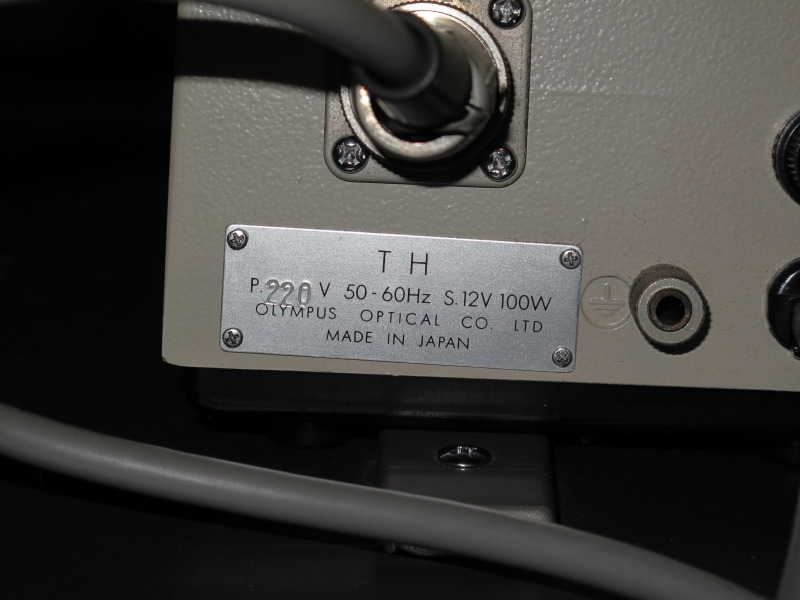 T H
P.220 V 50-60Hz S.12V 100W
OLYMPUS OPTICAL CO. LTD
MADE IN JAPAN